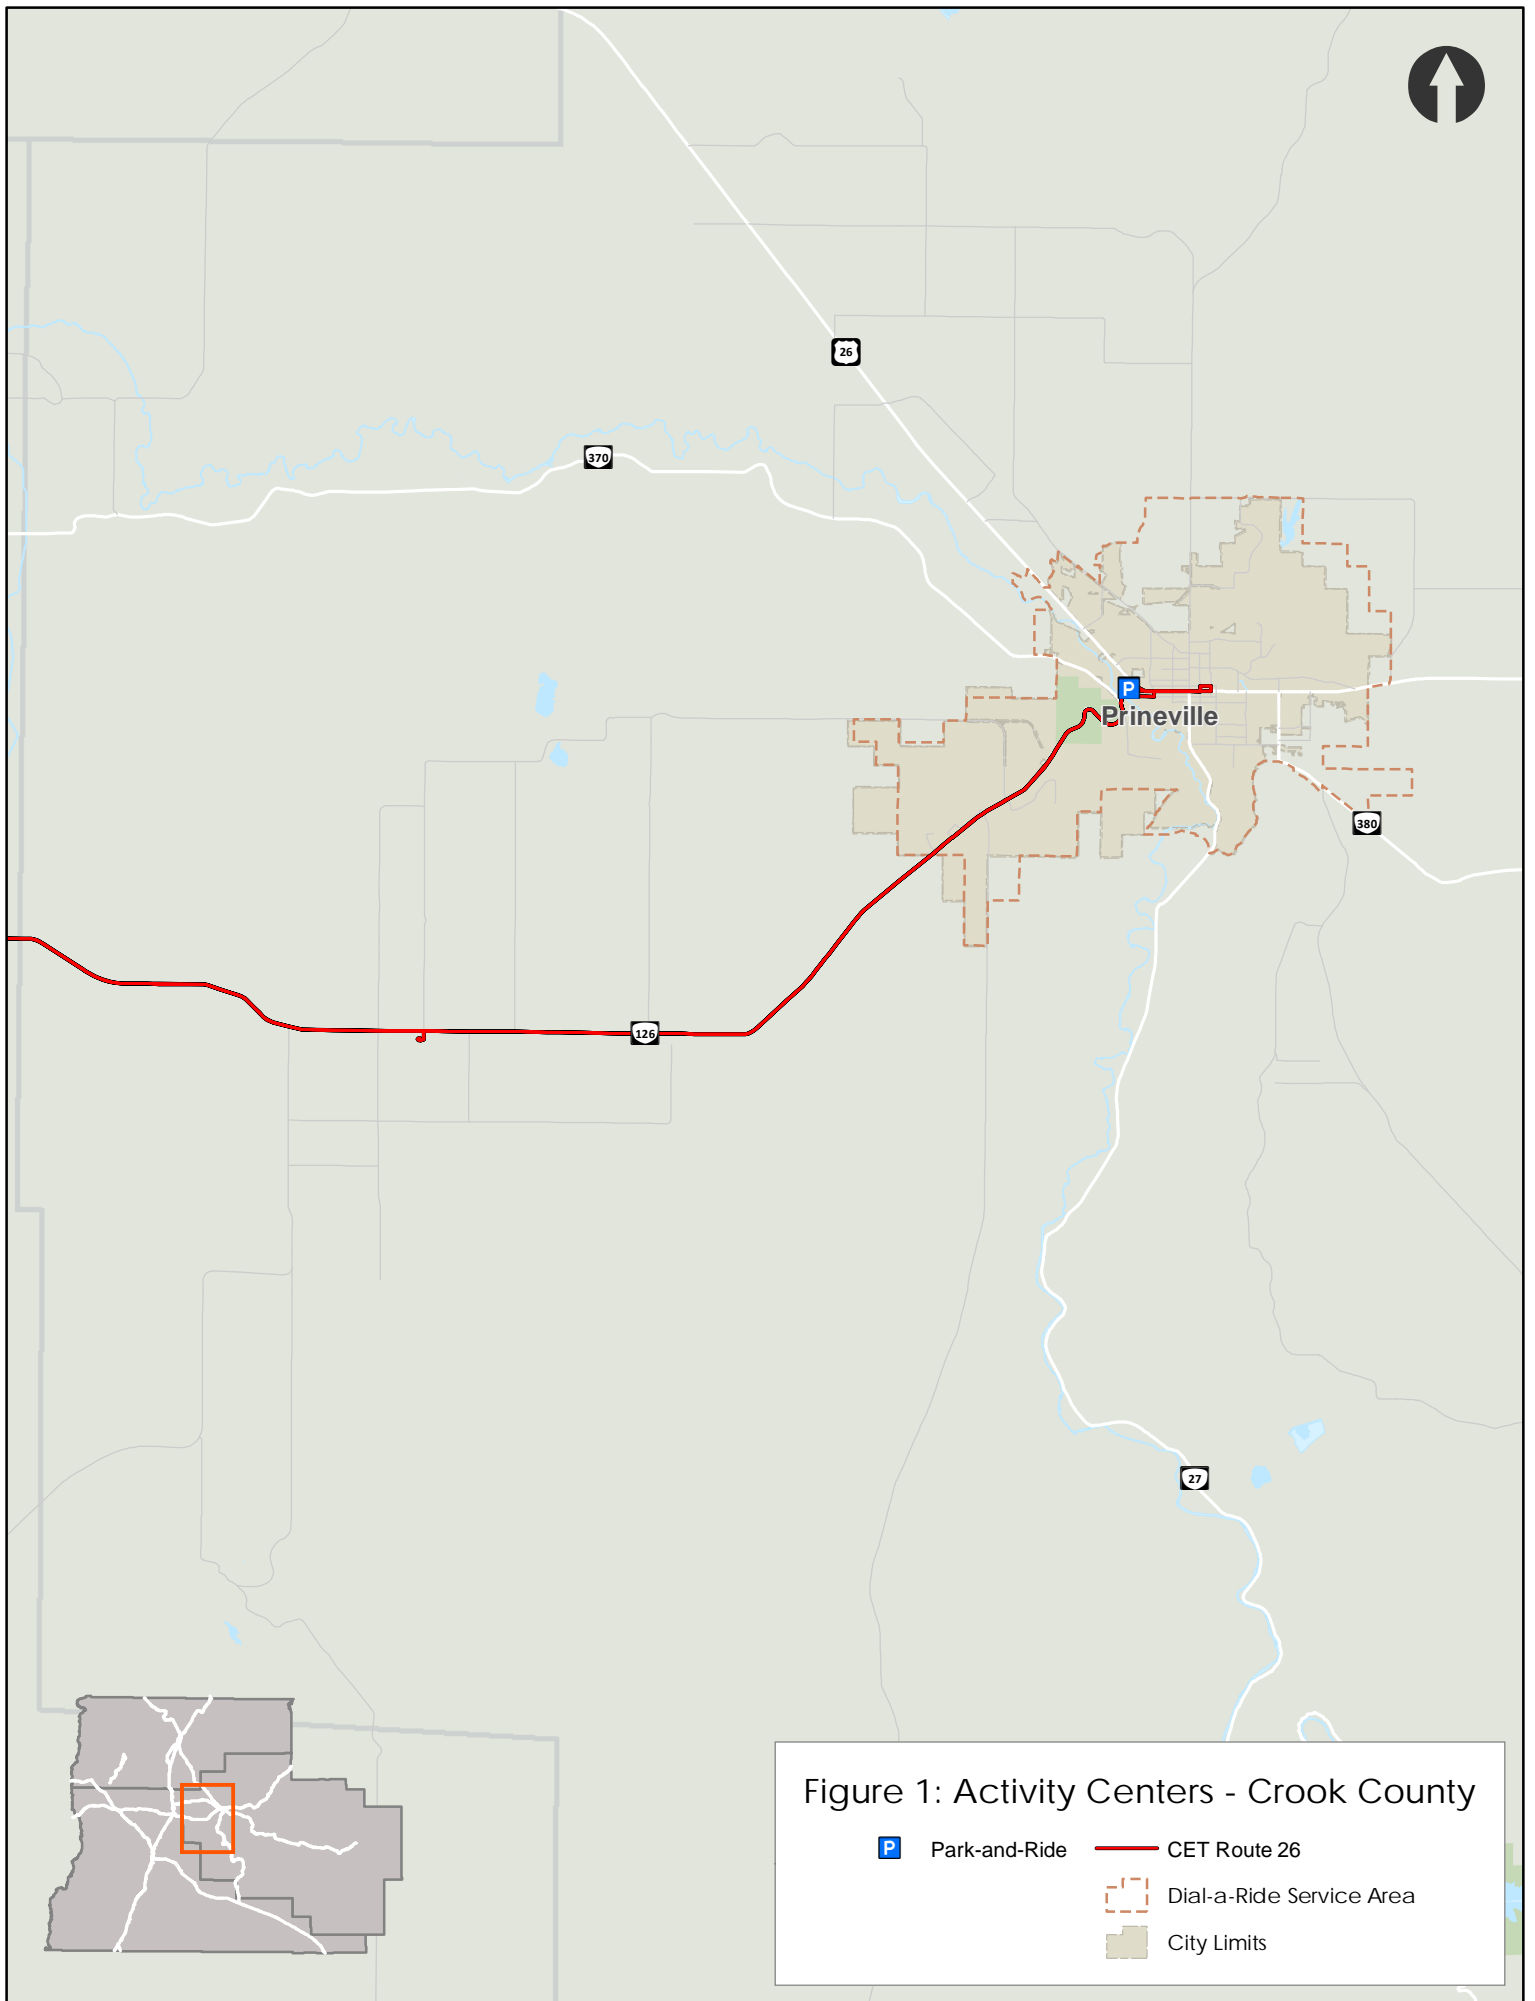 26
370
P
Prineville
380
126
27
Figure 1: Activity Centers - Crook County
P Park-and-Ride CET Route 26
Dial-a-Ride Service Area
City Limits